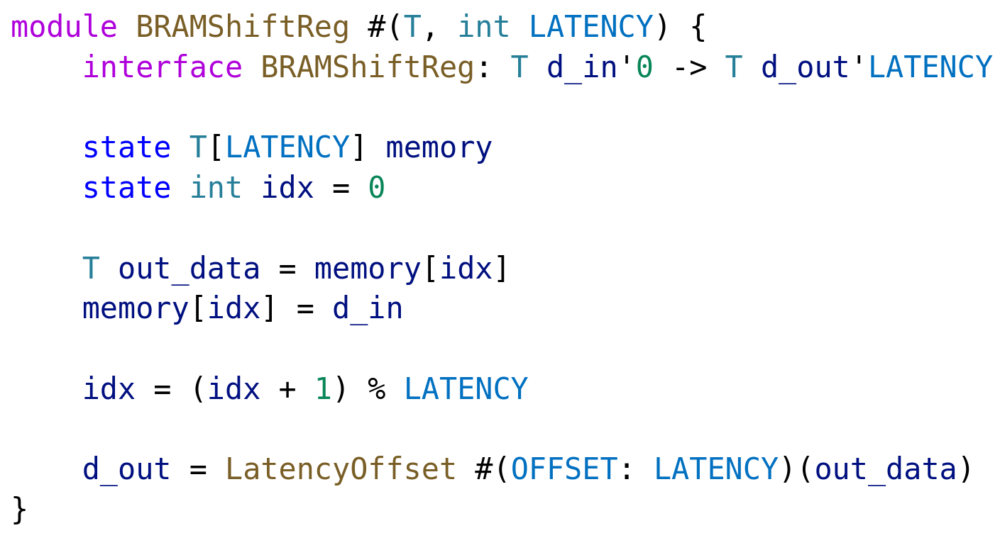 module BRAMShiftReg #(T, int LATENCY) {
    interface BRAMShiftReg: T d_in'0 -> T d_out'LATENCY

    state T[LATENCY] memory
    state int idx = 0

    T out_data = memory[idx]
    memory[idx] = d_in

    idx = (idx + 1) % LATENCY

    d_out = LatencyOffset #(OFFSET: LATENCY)(out_data)
}